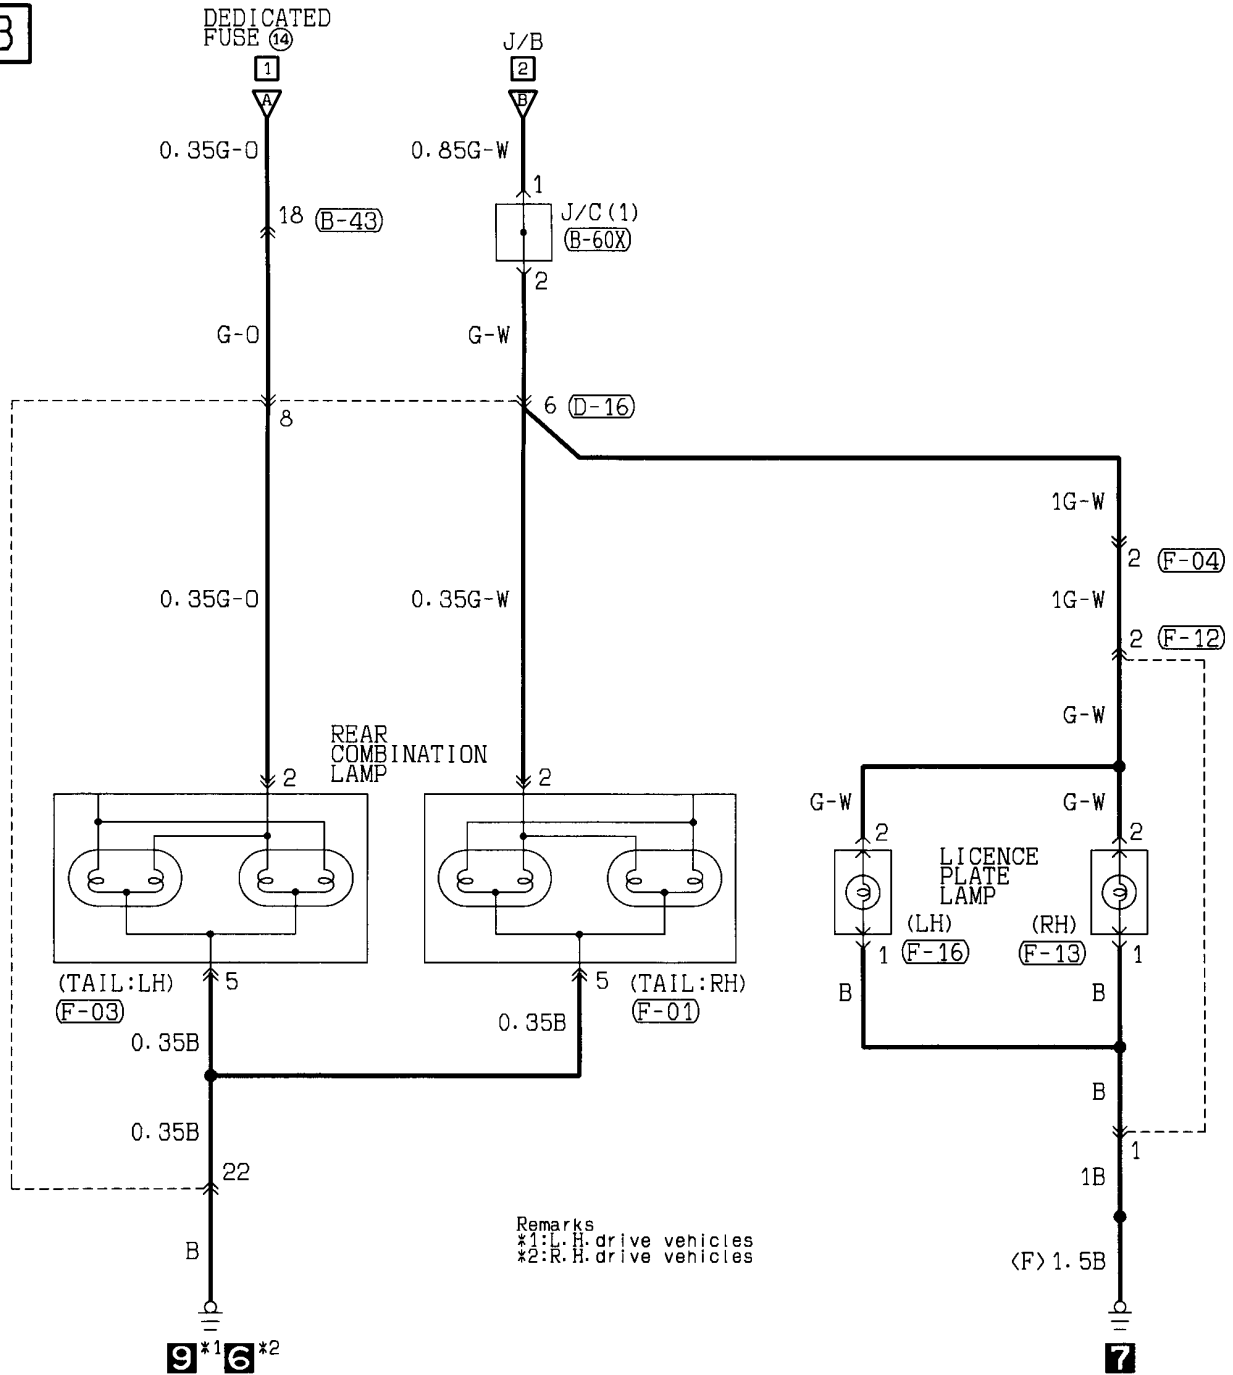 B
DEDICATED
FUSE 14
J/B
1
2
A
B
0.35G-O
0.85G-W
1
18 B-43
J/C(1)
B-60X
2
G-O
G-W
8
6 D-16
1G-W
2 F-04
0.35G-O
0.35G-W
1G-W
2 F-12
G-W
REAR
COMBINATION
LAMP
2
2
G-W
G-W
2
2
LICENCE
PLATE
LAMP
(LH)
(RH)
1
F-16
F-13
1
(TAIL:LH)
5
5
(TAIL:RH)
F-03
F-01
B
B
0.35B
0.35B
B
0.35B
1
22
1B
Remarks
*1:L.H.drive vehicles
*2:R.H.drive vehicles
B
<F>1.5B
9 *1 6 *2
7